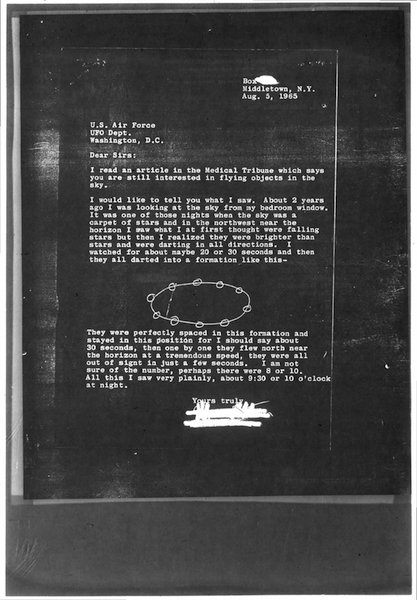 Box
Middletown, N.Y.
Aug. 5, 1965
U.S. Air Force
UFO Dept.
Washington, D.C.
Dear Sirs:
I read an article in the Medical Tribune which says
you are still interested in flying objects in the
sky.
I would like to tell you what I saw. About 2 years
ago I was looking at the sky from my bedroom window.
It was one of those nights when the sky was a
carpet of stars and in the northwest near the
horizon I saw what I at first thought were falling
stars but then I realized they were brighter than
stars and were darting in all directions. I
watched for about maybe 20 or 30 seconds and then
they all darted into a formation like this-
They were perfectly spaced in this formation and
stayed in this position for I should say about
30 seconds, then one by one they flew north near
the horizon at a tremendous speed, they were all
out of signt in just a few seconds. I am not
sure of the number, perhaps there were 8 or 10.
All this I saw very plainly, about 9:30 or 10 o'clock
at night.
Yours truly